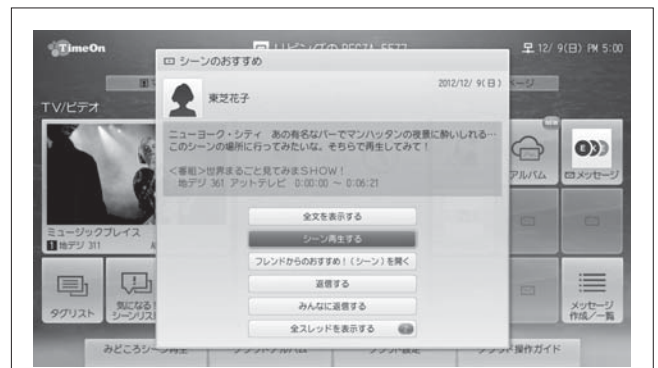 TimeOn
12/ 9(日) PM 5:00
シーンのおすすめ
2012/12/ 9(日)
東芝花子
TV/ビデオ
ニューヨーク・シティ あの有名なバーでマンハッタンの夜景に酔いしれる…
このシーンの場所に行ってみたいな。そちらで再生してみて!
<番組>世界まるごと見てみまSHOW!
地デジ 361 アットテレビ 0:00:00 ~ 0:06:21
アルバム
メッセージ
全文を表示する
シーン再生する
ミュージックプレイス
1 地デジ 311
フレンドからのおすすめ!(シーン)を開く
返信する
みんなに返信する
全スレッドを表示する
タグリスト
気になる!
シーンリス
メッセージ
作成/一覧
みどころシーン再生